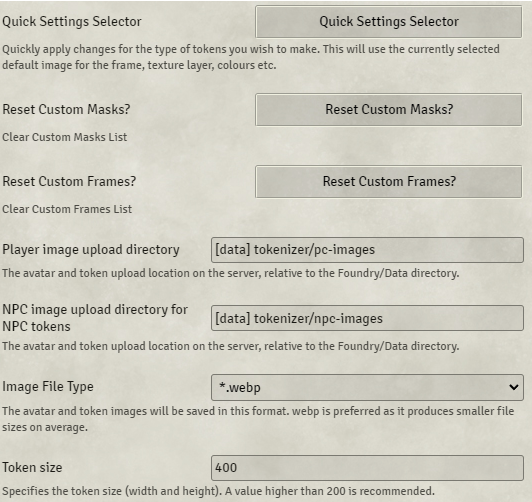 Quick Settings Selector
Quick Settings Selector
Quickly apply changes for the type of tokens you wish to make. This will use the currently selected
default image for the frame, texture layer, colours etc.
Reset Custom Masks?
Reset Custom Masks?
Clear Custom Masks List
Reset Custom Frames?
Reset Custom Frames?
Clear Custom Frames List
Player image upload directory
[data] tokenizer/pc-images
The avatar and token upload location on the server, relative to the Foundry/Data directory.
NPC image upload directory for
NPC tokens
[data] tokenizer/npc-images
The avatar and token upload location on the server, relative to the Foundry/Data directory.
Image File Type
*.webp
The avatar and token images will be saved in this format. webp is preferred as it produces smaller file
sizes on average.
Token size
400
Specifies the token size (width and height). A value higher than 200 is recommended.